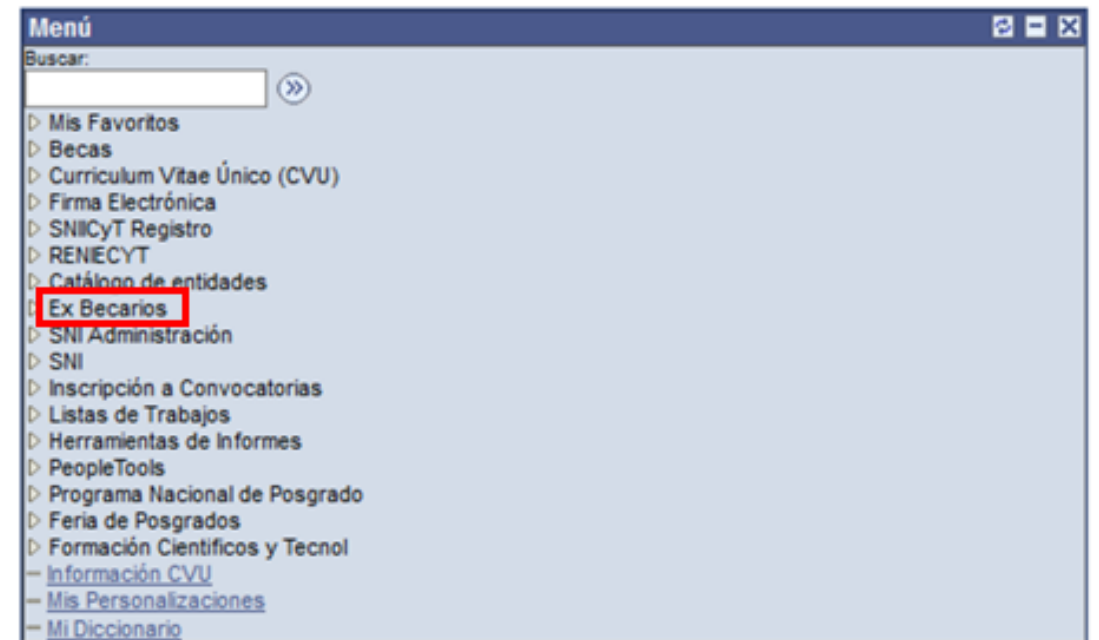 Menú
Buscar:
Mis Favoritos
Becas
Curriculum Vitae Único (CVU)
Firma Electrónica
SNIICyT Registro
RENIECYT
Catálogo de entidades
Ex Becarios
SNI Administración
SNI
Inscripción a Convocatorias
Listas de Trabajos
Herramientas de Informes
PeopleTools
Programa Nacional de Posgrado
Feria de Posgrados
Formación Cientificos y Tecnol
Información CVU
Mis Personalizaciones
Mi Diccionario